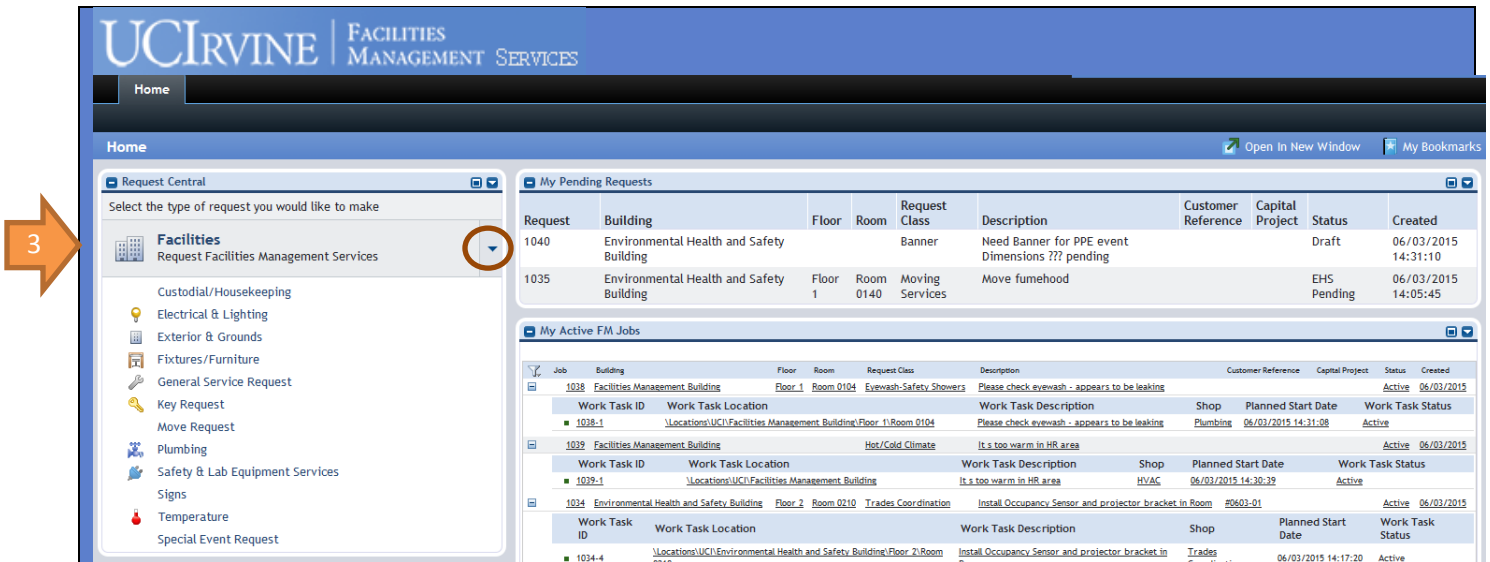 UCIRVINE | FACILITIES MANAGEMENT SERVICES
Home
Home
Open In New Window My Bookmarks
3
Request Central
Select the type of request you would like to make
Facilities
Request Facilities Management Services
Custodial/Housekeeping
Electrical & Lighting
Exterior & Grounds
Fixtures/Furniture
General Service Request
Key Request
Move Request
Plumbing
Safety & Lab Equipment Services
Signs
Temperature
Special Event Request
My Pending Requests
Request Building Floor Room Request Class Description Customer Reference Capital Project Status Created
1040 Environmental Health and Safety Building Banner Need Banner for PPE event Dimensions ??? pending Draft 06/03/2015 14:31:10
1035 Environmental Health and Safety Building Floor 1 Room 0140 Moving Services Move fumehood EHS Pending 06/03/2015 14:05:45
My Active FM Jobs
Job Building Floor Room Request Class Description Customer Reference Capital Project Status Created
1038 Facilities Management Building Floor 1 Room 0104 Eyewash-Safety Showers Please check eyewash - appears to be leaking Active 06/03/2015
Work Task ID Work Task Location Work Task Description Shop Planned Start Date Work Task Status
1038-1 \Locations\UCI\Facilities Management Building\Floor 1\Room 0104 Please check eyewash - appears to be leaking Plumbing 06/03/2015 14:31:08 Active
1039 Facilities Management Building Hot/Cold Climate It s too warm in HR area Active 06/03/2015
Work Task ID Work Task Location Work Task Description Shop Planned Start Date Work Task Status
1039-1 \Locations\UCI\Facilities Management Building It s too warm in HR area HVAC 06/03/2015 14:30:39 Active
1034 Environmental Health and Safety Building Floor 2 Room 0210 Trades Coordination Install Occupancy Sensor and projector bracket in Room #0603-01 Active 06/03/2015
Work Task ID Work Task Location Work Task Description Shop Planned Start Date Work Task Status
1034-4 \Locations\UCI\Environmental Health and Safety Building\Floor 2\Room Install Occupancy Sensor and projector bracket in Trades 06/03/2015 14:17:20 Active